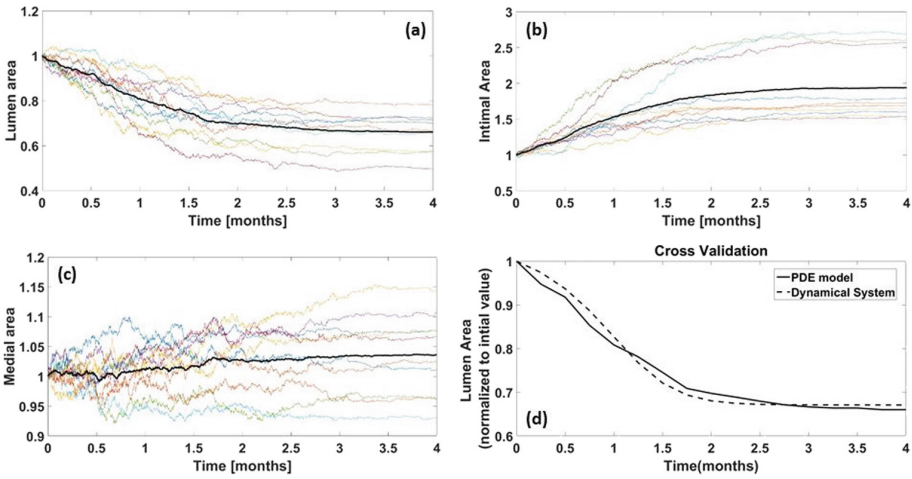 (a)
Lumen area
1.2
1
0.8
0.6
0.4
0 0.5 1 1.5 2 2.5 3 3.5 4
Time [months]
(b)
Intimal Area
3
2.5
2
1.5
1
0.5
0 0.5 1 1.5 2 2.5 3 3.5 4
Time [months]
(c)
Medial area
1.2
1.15
1.1
1.05
1
0.95
0.9
0 0.5 1 1.5 2 2.5 3 3.5 4
Time [months]
Cross Validation
PDE model
Dynamical System
Lumen Area
(normalized to initial value)
1
0.9
0.8
0.7
0.6
(d)
0 0.5 1 1.5 2 2.5 3 3.5 4
Time(months)